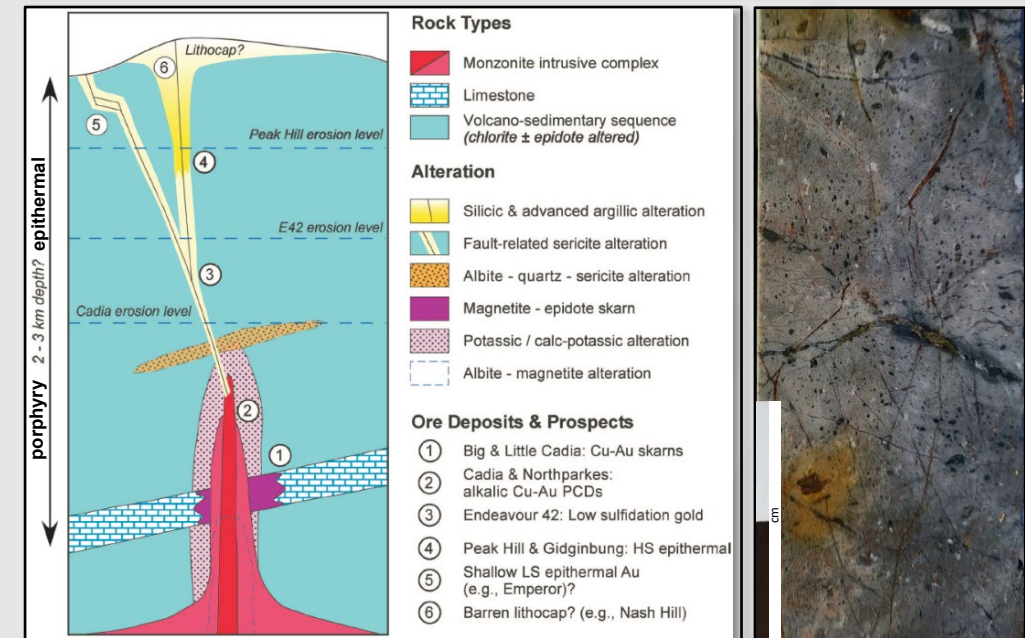 Lithocap?
6
5
Peak Hill erosion level
4
E42 erosion level
3
Cadia erosion level
2
1
porphyry 2 - 3 km depth? epithermal
Rock Types
Monzonite intrusive complex
Limestone
Volcano-sedimentary sequence
(chlorite ± epidote altered)
Alteration
Silicic & advanced argillic alteration
Fault-related sericite alteration
Albite - quartz - sericite alteration
Magnetite - epidote skarn
Potassic / calc-potassic alteration
Albite - magnetite alteration
Ore Deposits & Prospects
1 Big & Little Cadia: Cu-Au skarns
2 Cadia & Northparkes:
alkalic Cu-Au PCDs
3 Endeavour 42: Low sulfidation gold
4 Peak Hill & Gidginbung: HS epithermal
5 Shallow LS epithermal Au
(e.g., Emperor)?
6 Barren lithocap? (e.g., Nash Hill)
cm